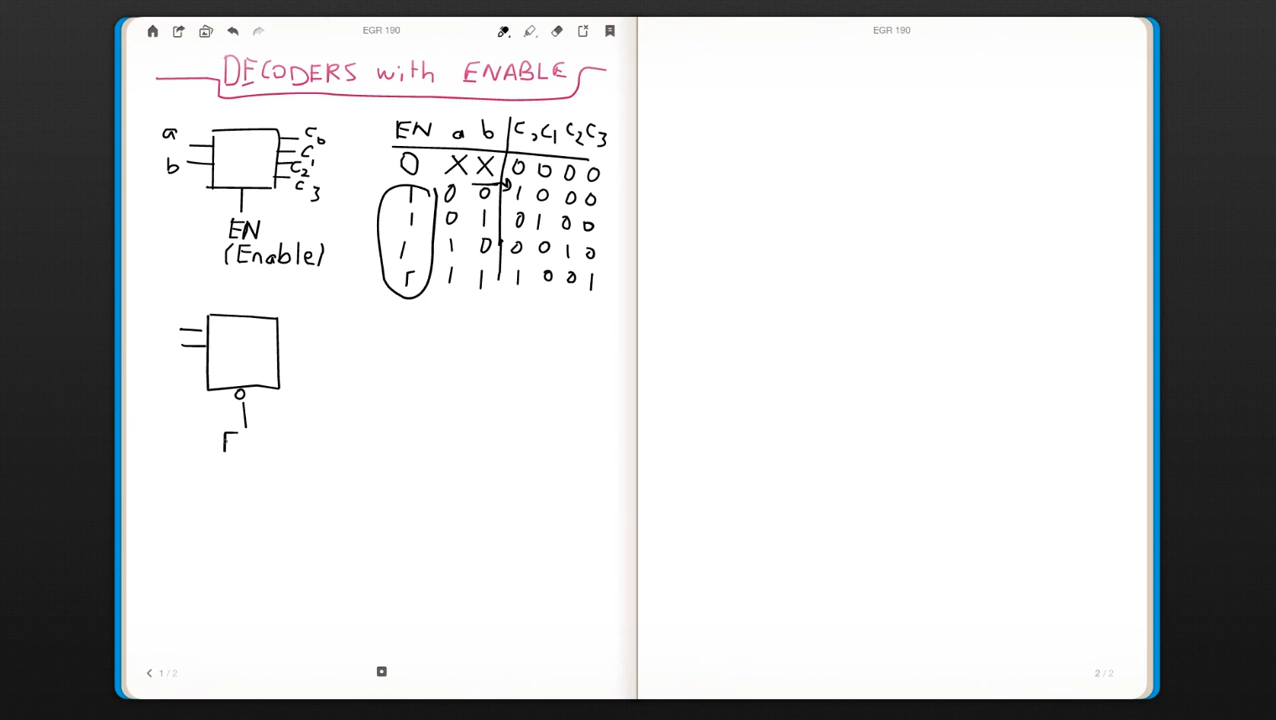 EGR 190
EGR 190
DECODERS with ENABLE
a
b
C0
C1
C2
C3
EN
(Enable)
EN a b C0 C1 C2 C3
0 X X 0 0 0 0
1 0 0 1 0 0 0
1 0 1 0 1 0 0
1 1 0 0 0 1 0
1 1 1 1 0 0 1
1 / 2
2 / 2